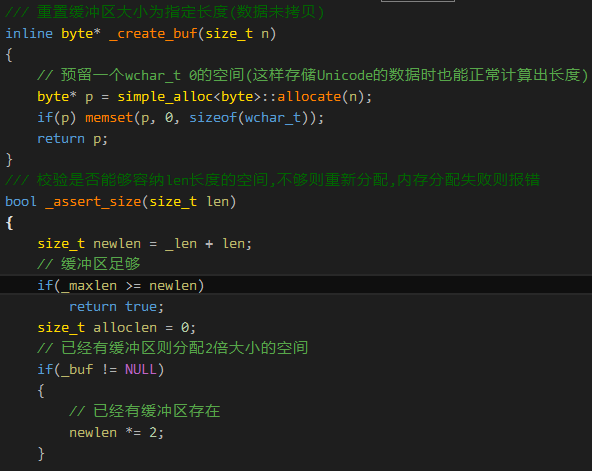 /// 重置缓冲区大小为指定长度(数据未拷贝)
inline byte* _create_buf(size_t n)
{
    // 预留一个wchar_t 0的空间(这样存储Unicode的数据时也能正常计算出长度)
    byte* p = simple_alloc<byte>::allocate(n);
    if(p) memset(p, 0, sizeof(wchar_t));
    return p;
}
/// 校验是否能够容纳len长度的空间,不够则重新分配,内存分配失败则报错
bool _assert_size(size_t len)
{
    size_t newlen = _len + len;
    // 缓冲区足够
    if(_maxlen >= newlen)
        return true;
    size_t alloclen = 0;
    // 已经有缓冲区则分配2倍大小的空间
    if(_buf != NULL)
    {
        // 已经有缓冲区存在
        newlen *= 2;
    }